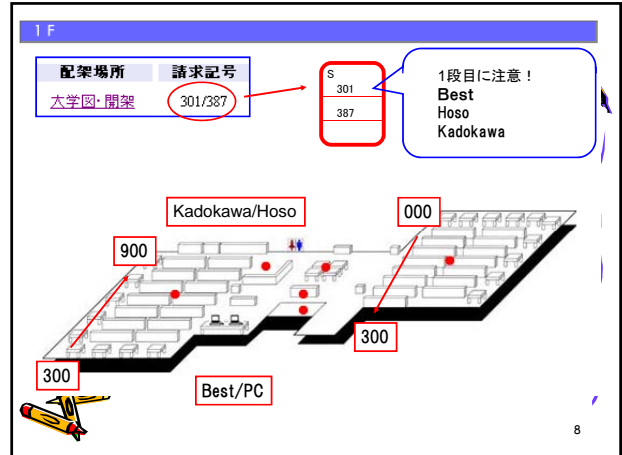 1F
配架場所 請求記号
大学図・開架 301/387
S
301
387
1段目に注意！
Best
Hoso
Kadokawa
Kadokawa/Hoso
000
900
300
300
Best/PC
8